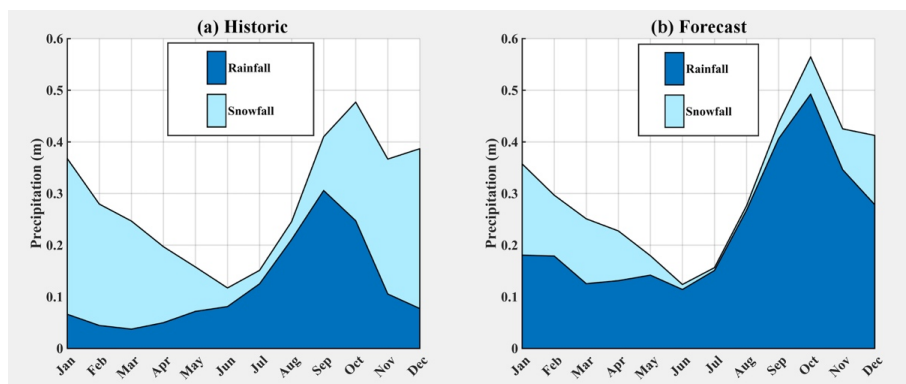 (a) Historic
Precipitation (m)
0.6
0.5
0.4
0.3
0.2
0.1
0
Rainfall
Snowfall
Jan Feb Mar Apr May Jun Jul Aug Sep Oct Nov Dec
(b) Forecast
Precipitation (m)
0.6
0.5
0.4
0.3
0.2
0.1
0
Rainfall
Snowfall
Jan Feb Mar Apr May Jun Jul Aug Sep Oct Nov Dec